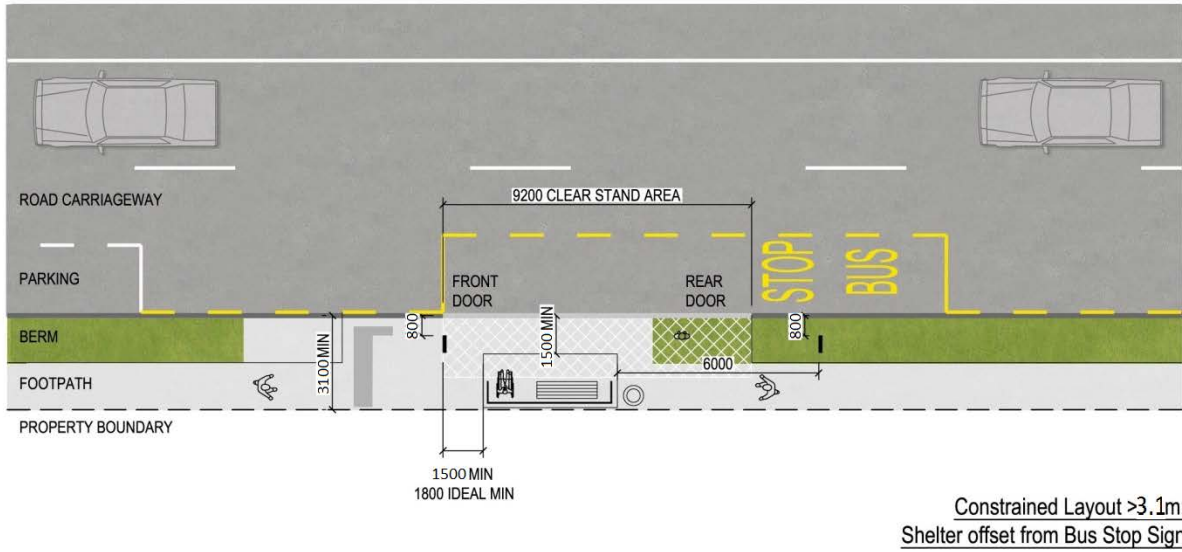 ROAD CARRIAGEWAY
9200 CLEAR STAND AREA
PARKING
FRONT
DOOR
REAR
DOOR
STOP
BUS
BERM
800
1500 MIN
800
3100 MIN
FOOTPATH
6000
PROPERTY BOUNDARY
1500 MIN
1800 IDEAL MIN
Constrained Layout >3.1m
Shelter offset from Bus Stop Sign